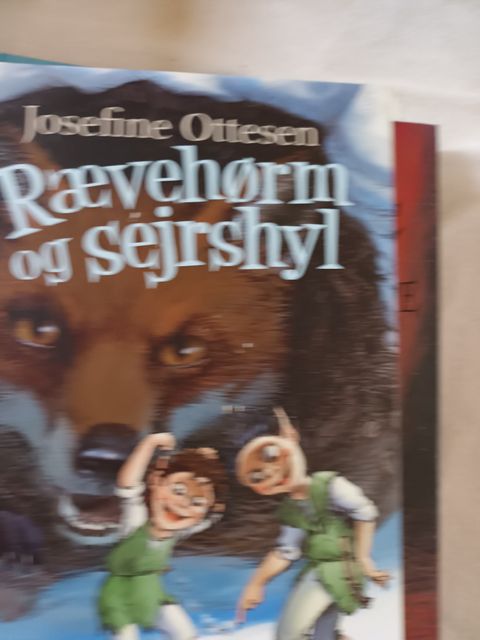 Josefine Ottesen
Rævehørm
og sejrshyl
E